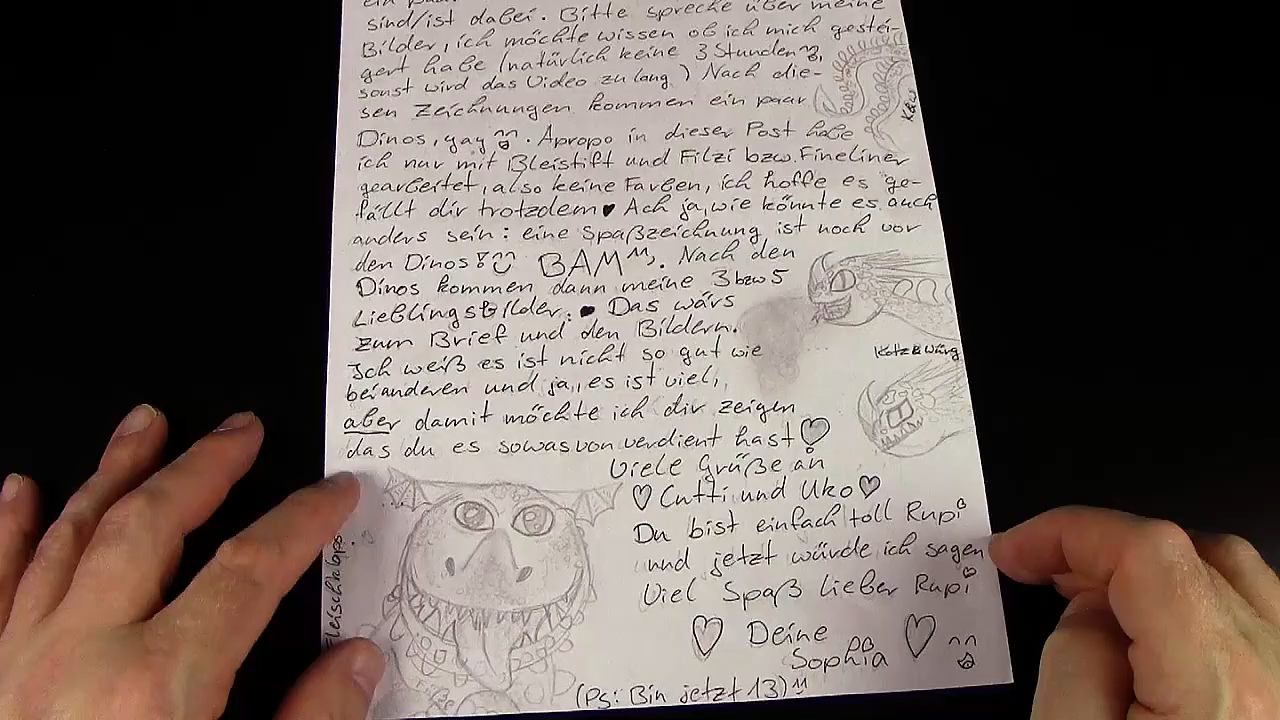 sind/ist dabei. Bitte spreche über meine
Bilder, ich möchte wissen ob ich mich gestei-
gert habe (natürlich keine 3 Stunden,
sonst wird das Video zu lang) Nach die-
sen Zeichnungen kommen ein paar
Dinos, yay. Apropo in dieser Post habe
ich nur mit Bleistift und Filzi bzw. Fineliner
gearbeitet, also keine Farben, ich hoffe es ge-
fällt dir trotzdem♥ Ach ja, wie könnte es auch
anders sein: eine Spaßzeichnung ist noch vor
den Dinos! BAM. Nach den
Dinos kommen dann meine 3 bzw 5
Lieblingsbilder. Das wärs
zum Brief und den Bildern.
Ich weiß es ist nicht so gut wie
bei anderen und ja, es ist viel,
aber damit möchte ich dir zeigen
das du es sowasvon verdient hast♡
Viele Grüße an
♡ Cutti und Uko♡
Du bist einfach toll Rupi
und jetzt würde ich sagen
Viel Spaß lieber Rupi
♡ Deine ♡
Sophia
(Ps: Bin jetzt 13)
K&W
Kotz & Würg
Fleischklops